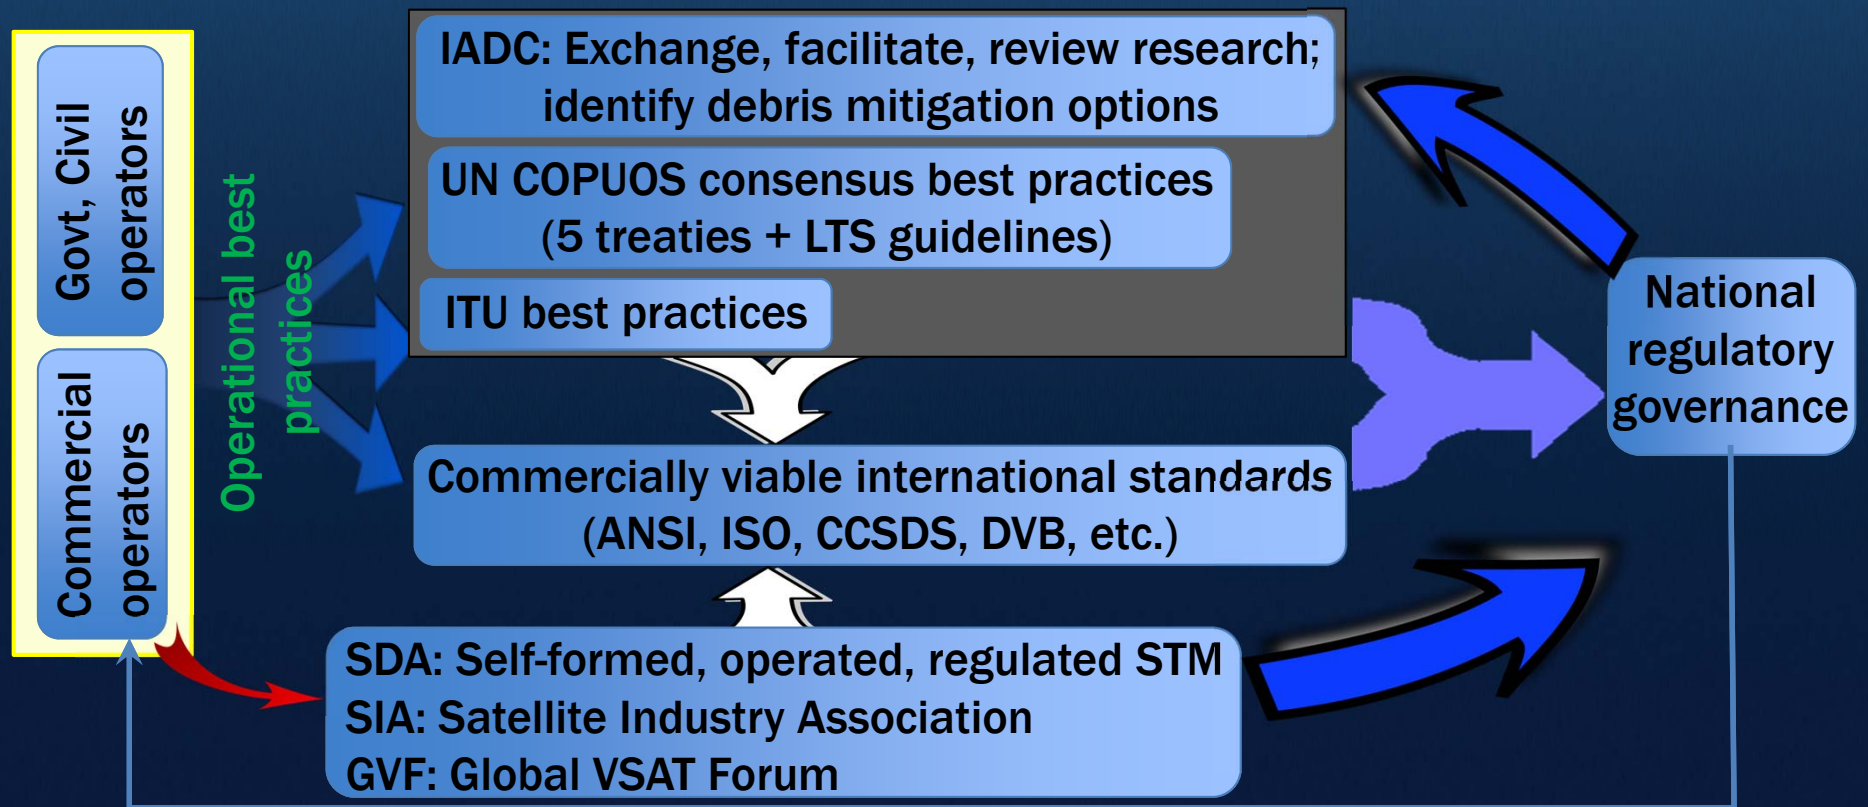 Govt, Civil
operators
Commercial
operators
Operational best
practices
IADC: Exchange, facilitate, review research;
identify debris mitigation options
UN COPUOS consensus best practices
(5 treaties + LTS guidelines)
ITU best practices
Commercially viable international standards
(ANSI, ISO, CCSDS, DVB, etc.)
SDA: Self-formed, operated, regulated STM
SIA: Satellite Industry Association
GVF: Global VSAT Forum
National
regulatory
governance